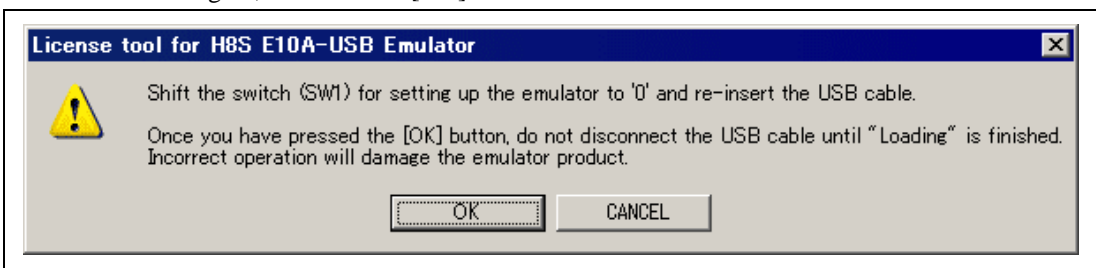 License tool for H8S E10A-USB Emulator
Shift the switch (SW1) for setting up the emulator to '0' and re-insert the USB cable.
Once you have pressed the [OK] button, do not disconnect the USB cable until "Loading" is finished.
Incorrect operation will damage the emulator product.
OK CANCEL